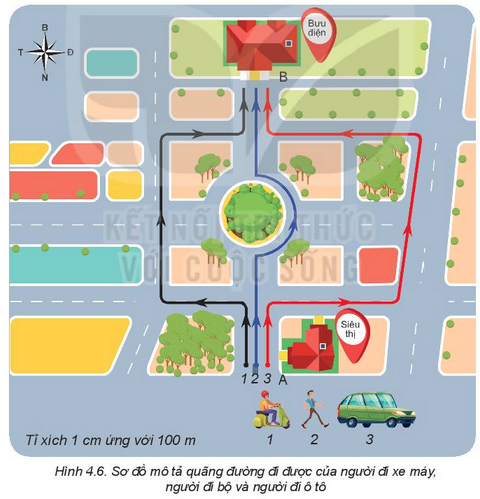 Bưu
điện
B
T Đ
N
B
KẾT NỐI TRI THỨC
VỚI CUỘC SỐNG
Siêu
thị
1 2 3 A
1 2 3
Tỉ xích 1 cm ứng với 100 m
Hình 4.6. Sơ đồ mô tả quãng đường đi được của người đi xe máy,
người đi bộ và người đi ô tô